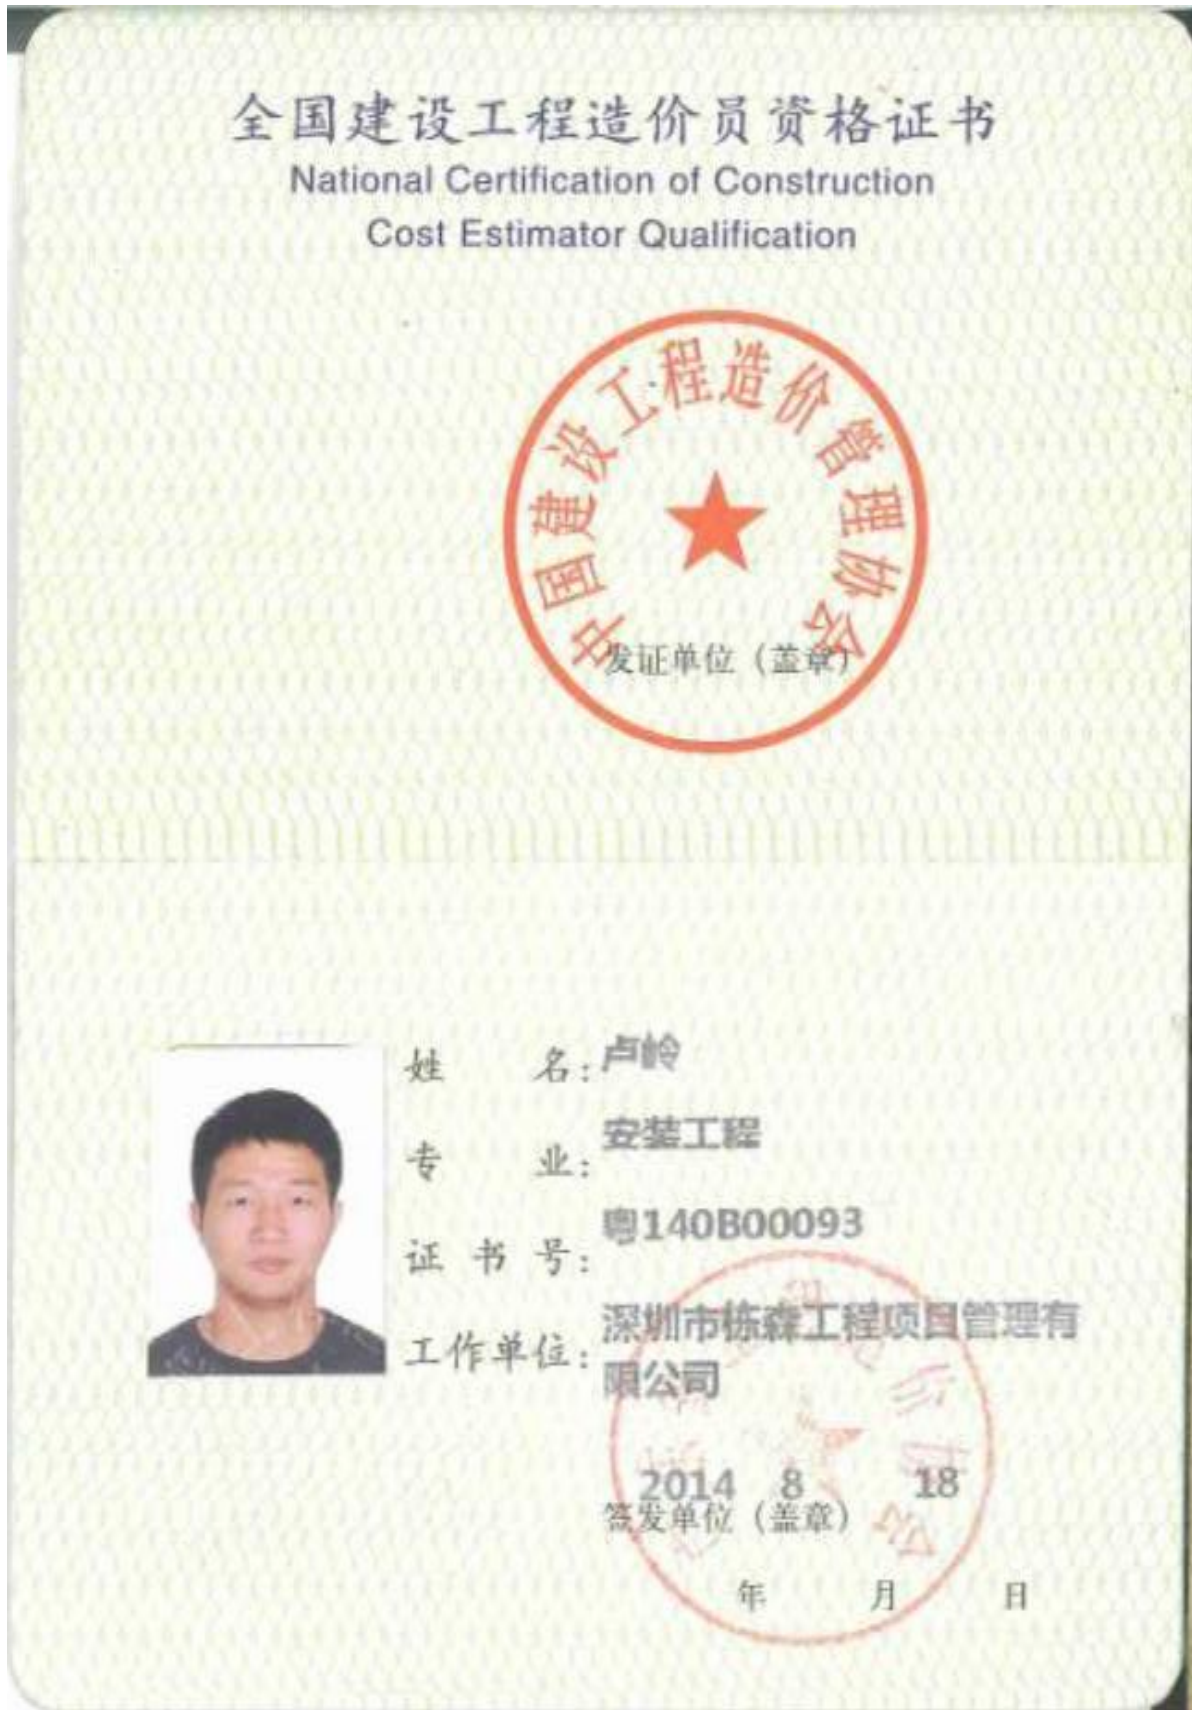 全国建设工程造价员资格证书
National Certification of Construction
Cost Estimator Qualification
中国建设工程造价管理协会
发证单位（盖章）
姓 名：卢岭
专 业：安装工程
证 书 号：粤140B00093
工作单位：深圳市栋森工程项目管理有
限公司
2014 8 18
签发单位（盖章）
年 月 日